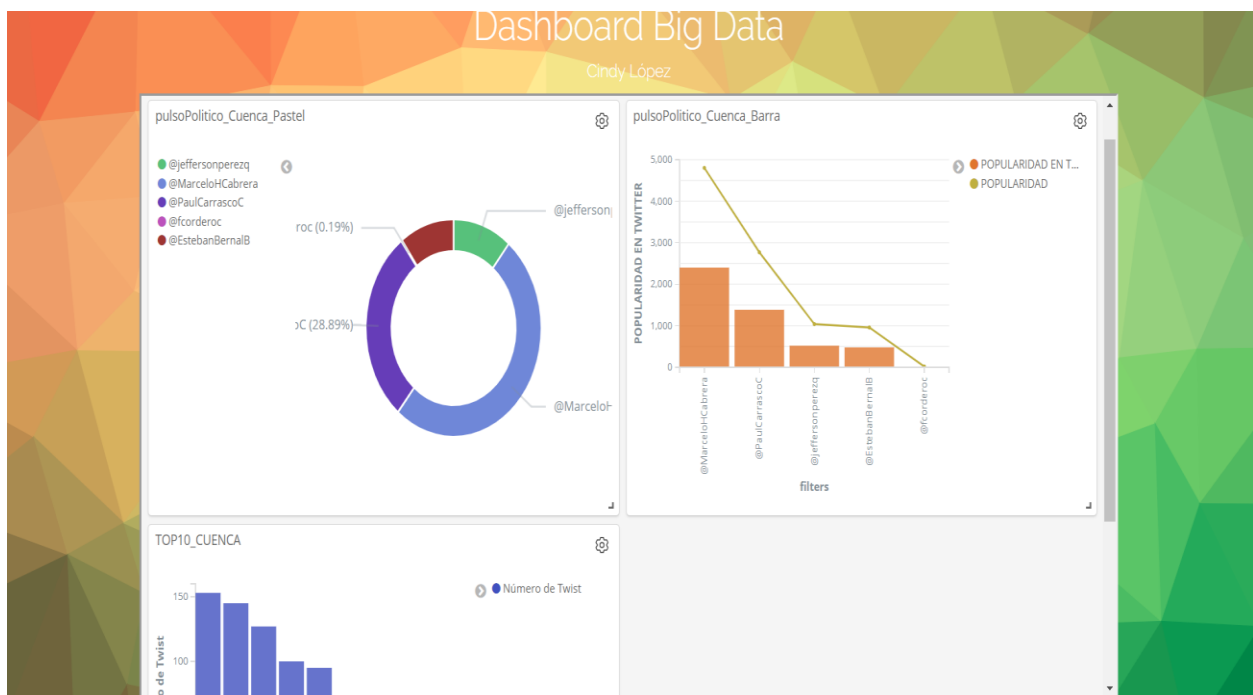 Dashboard Big Data
Cindy López
pulsoPolitico_Cuenca_Pastel
@jeffersonperezq
@MarceloHCabrera
@PaulCarrascoC
@fcorderoc
@EstebanBernalB
roc (0.19%)
@jefferson
C (28.89%)
@Marcelo
pulsoPolitico_Cuenca_Barra
5,000
4,000
3,000
2,000
1,000
0
POPULARIDAD EN TWITTER
@MarceloHCabrera
@PaulCarrascoC
@jeffersonperezq
@EstebanBernalB
@fcorderoc
filters
POPULARIDAD EN T...
POPULARIDAD
TOP10_CUENCA
150
100
o de Twist
Número de Twist